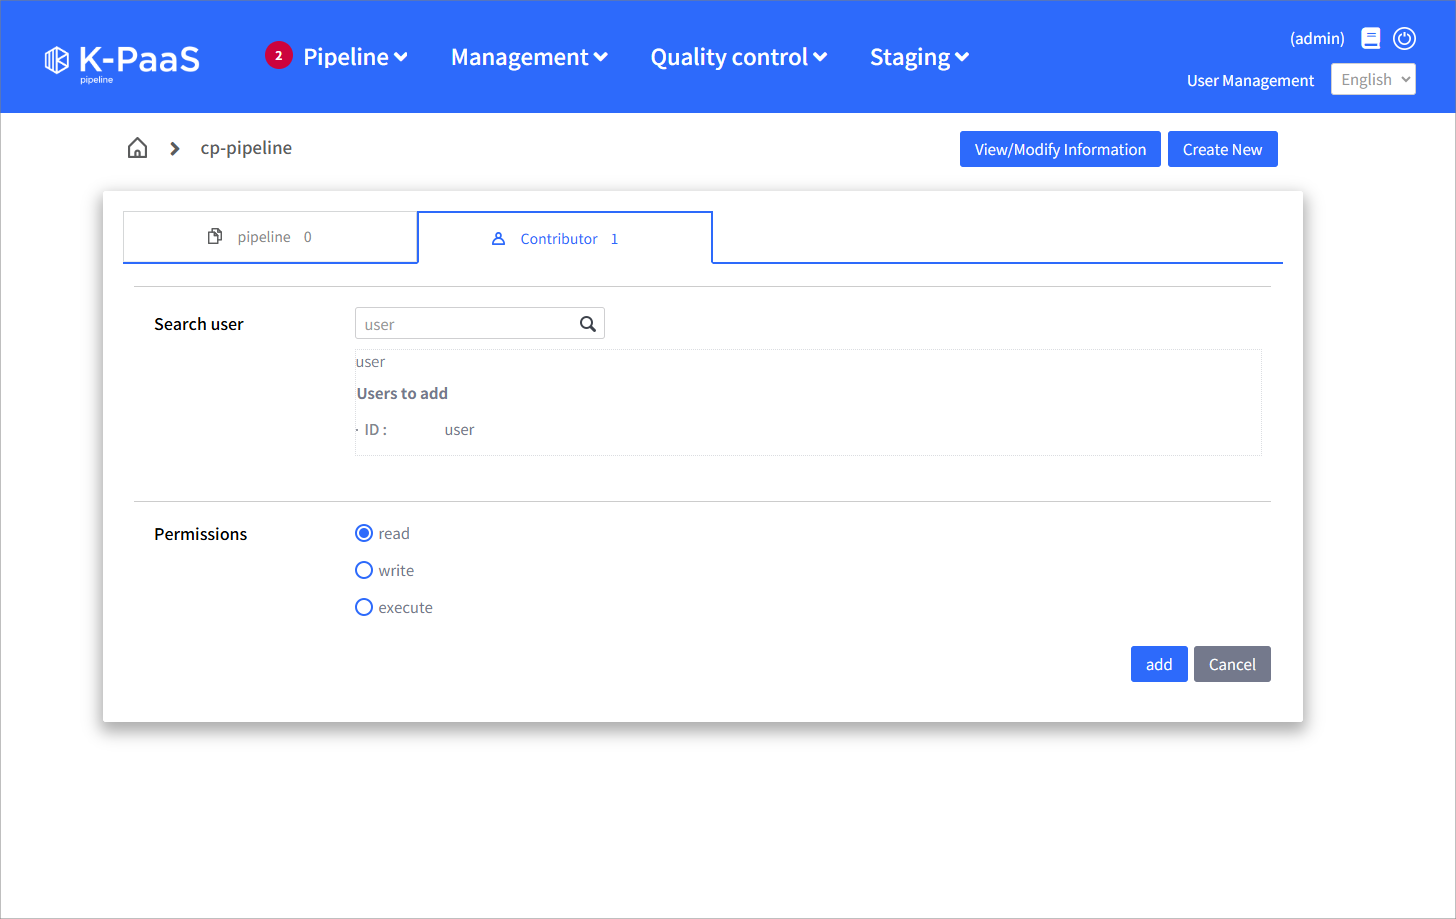 K-PaaS
pipeline
2 Pipeline Management Quality control Staging
(admin)
User Management English
cp-pipeline
View/Modify Information Create New
pipeline 0 Contributor 1
Search user user
user
Users to add
· ID : user
Permissions read
write
execute
add Cancel